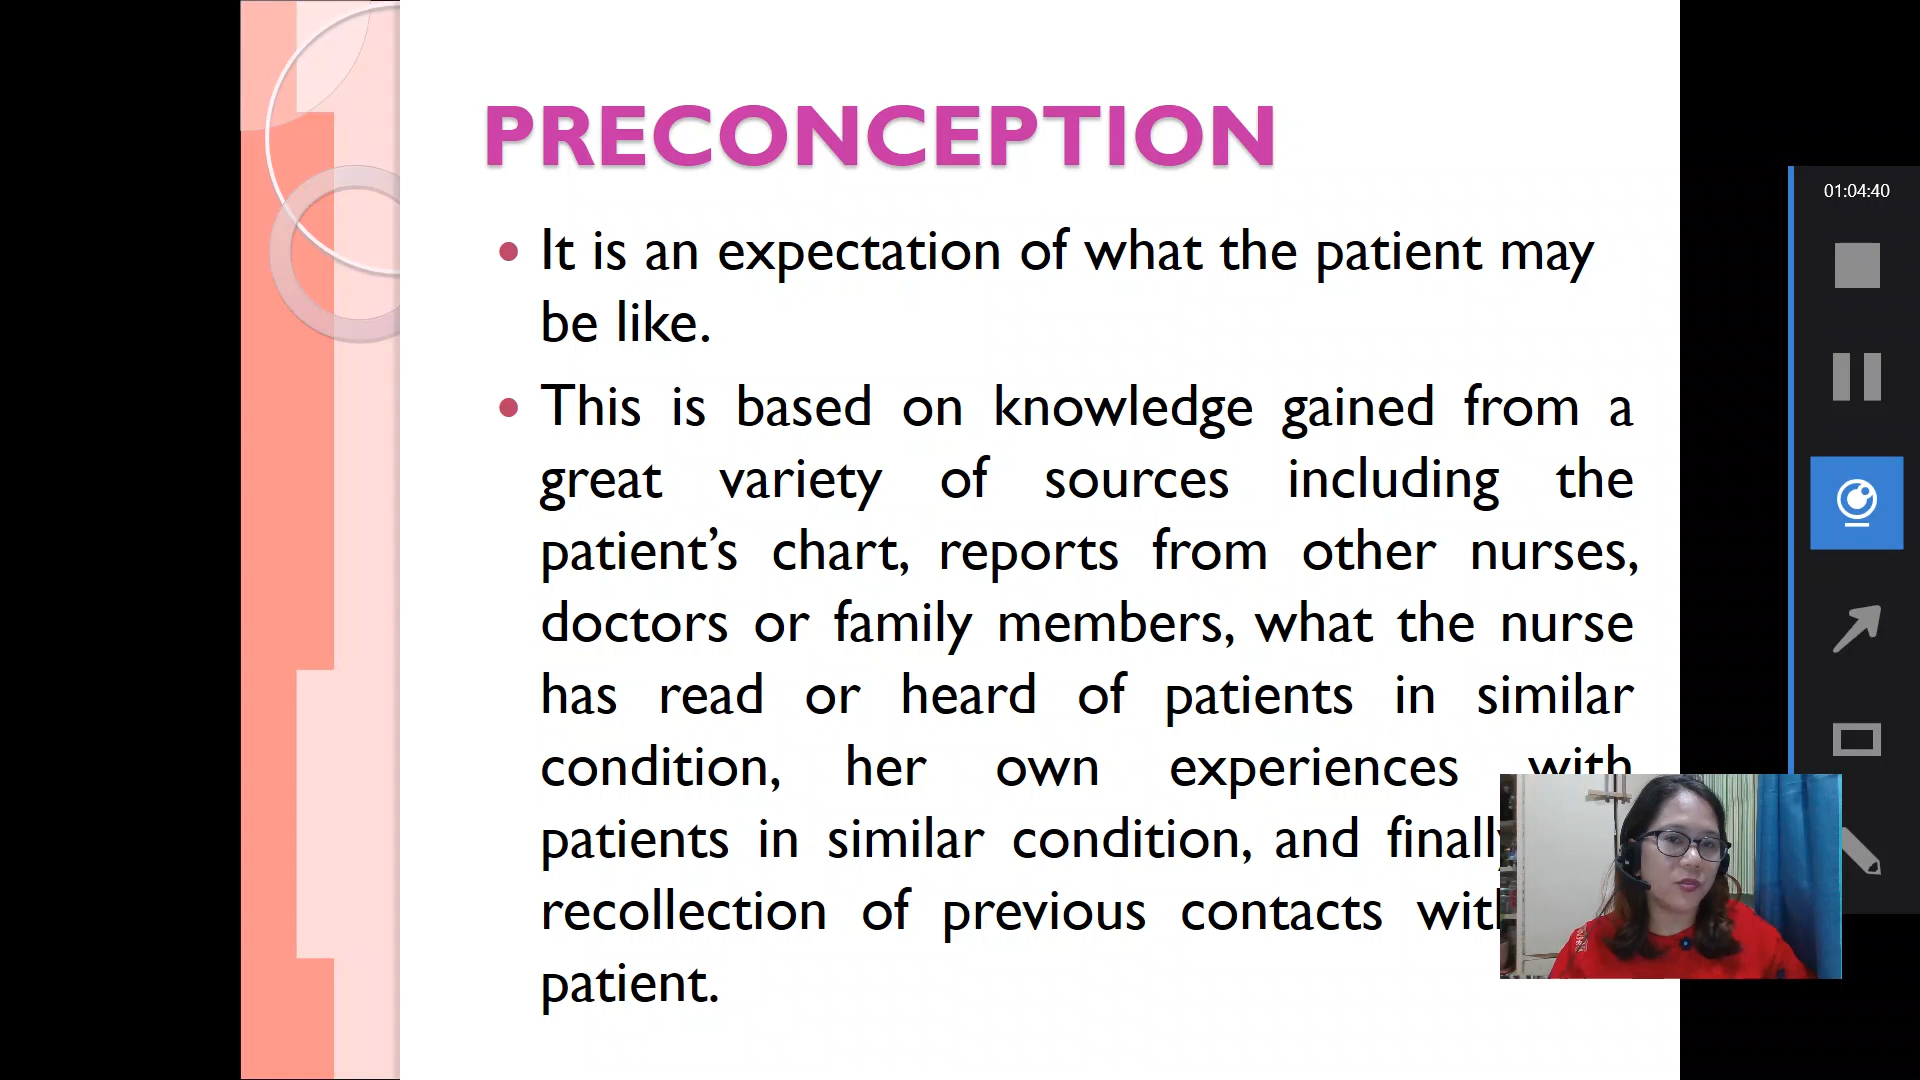 PRECONCEPTION
• It is an expectation of what the patient may
be like.
• This is based on knowledge gained from a
great variety of sources including the
patient’s chart, reports from other nurses,
doctors or family members, what the nurse
has read or heard of patients in similar
condition, her own experiences with
patients in similar condition, and finally
recollection of previous contacts with
patient.
01:04:40